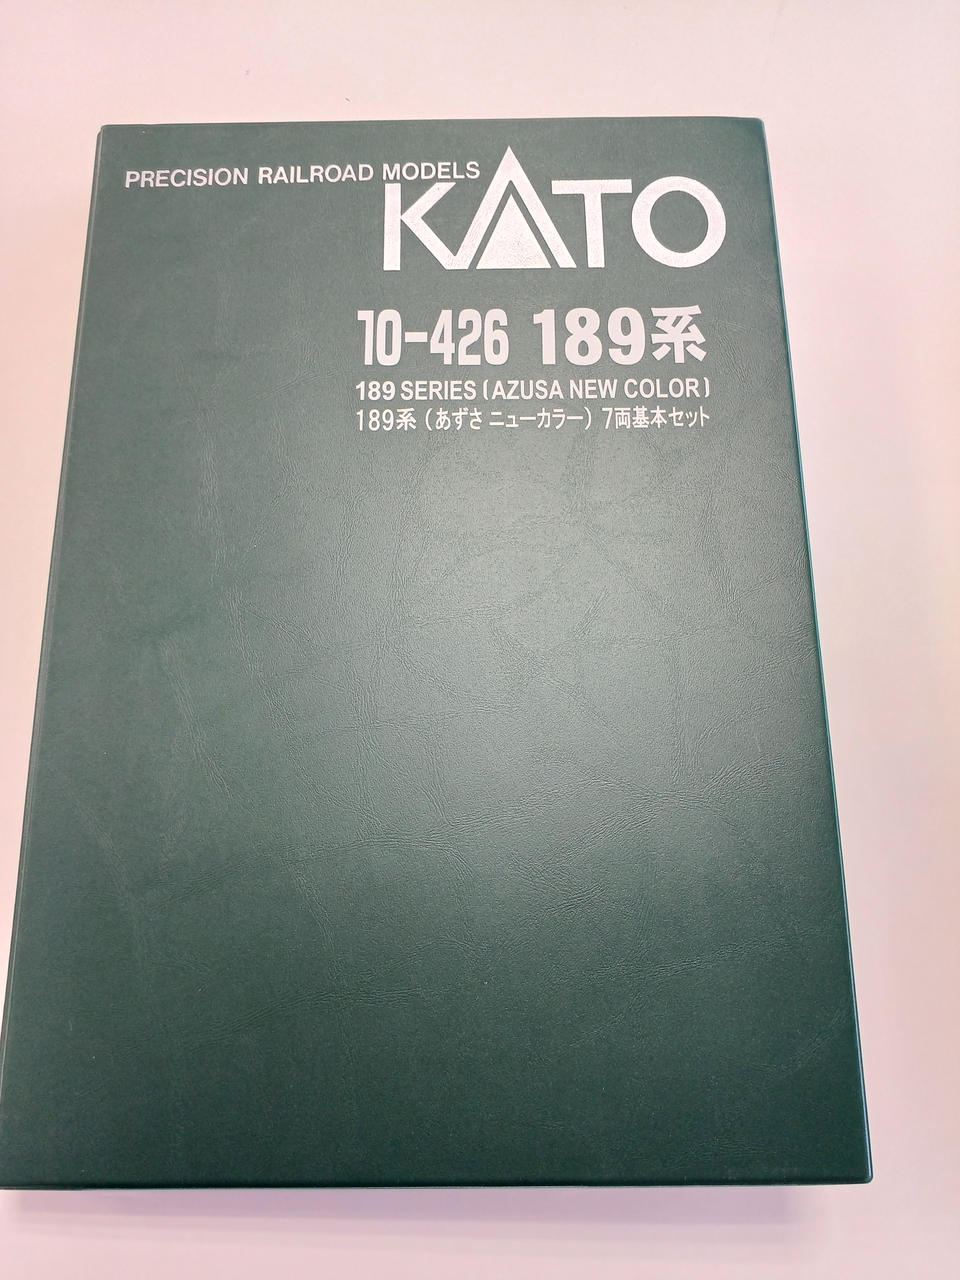 PRECISION RAILROAD MODELS
KATO
10-426 189系
189 SERIES (AZUSA NEW COLOR)
189系 (あずさ ニューカラー) 7両基本セット